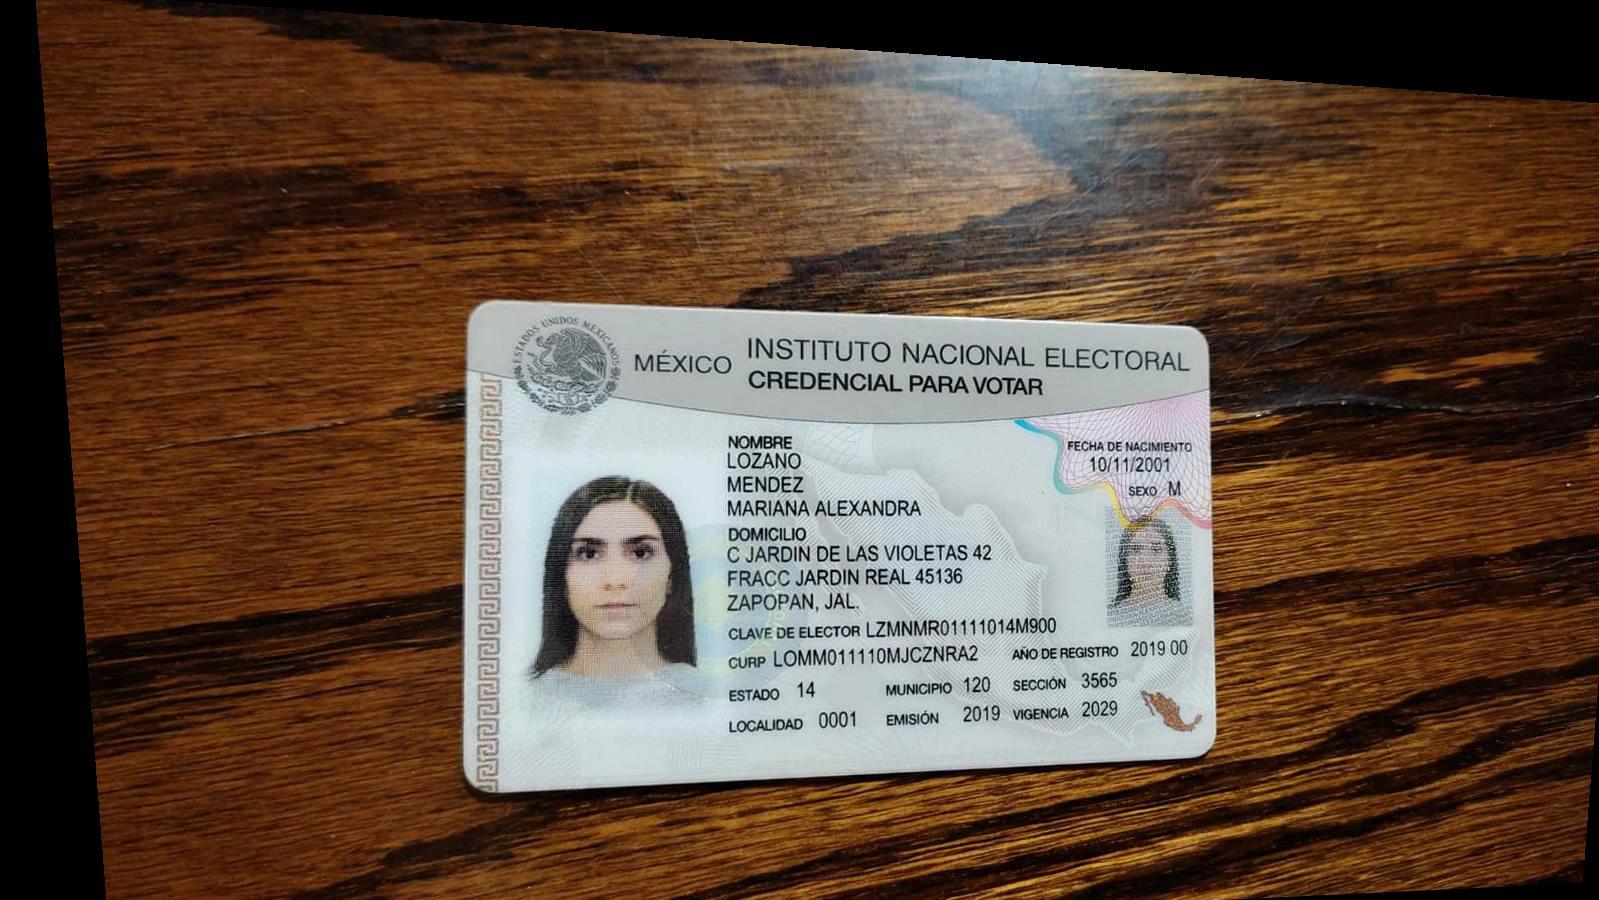 ESTADOS UNIDOS MEXICANOS
MÉXICO INSTITUTO NACIONAL ELECTORAL
CREDENCIAL PARA VOTAR
NOMBRE
LOZANO
MENDEZ
MARIANA ALEXANDRA
FECHA DE NACIMIENTO
10/11/2001
SEXO M
DOMICILIO
C JARDIN DE LAS VIOLETAS 42
FRACC JARDIN REAL 45136
ZAPOPAN, JAL.
CLAVE DE ELECTOR LZMNMR01111014M900
CURP LOMM011110MJCZNRA2 AÑO DE REGISTRO 2019 00
ESTADO 14 MUNICIPIO 120 SECCIÓN 3565
LOCALIDAD 0001 EMISIÓN 2019 VIGENCIA 2029